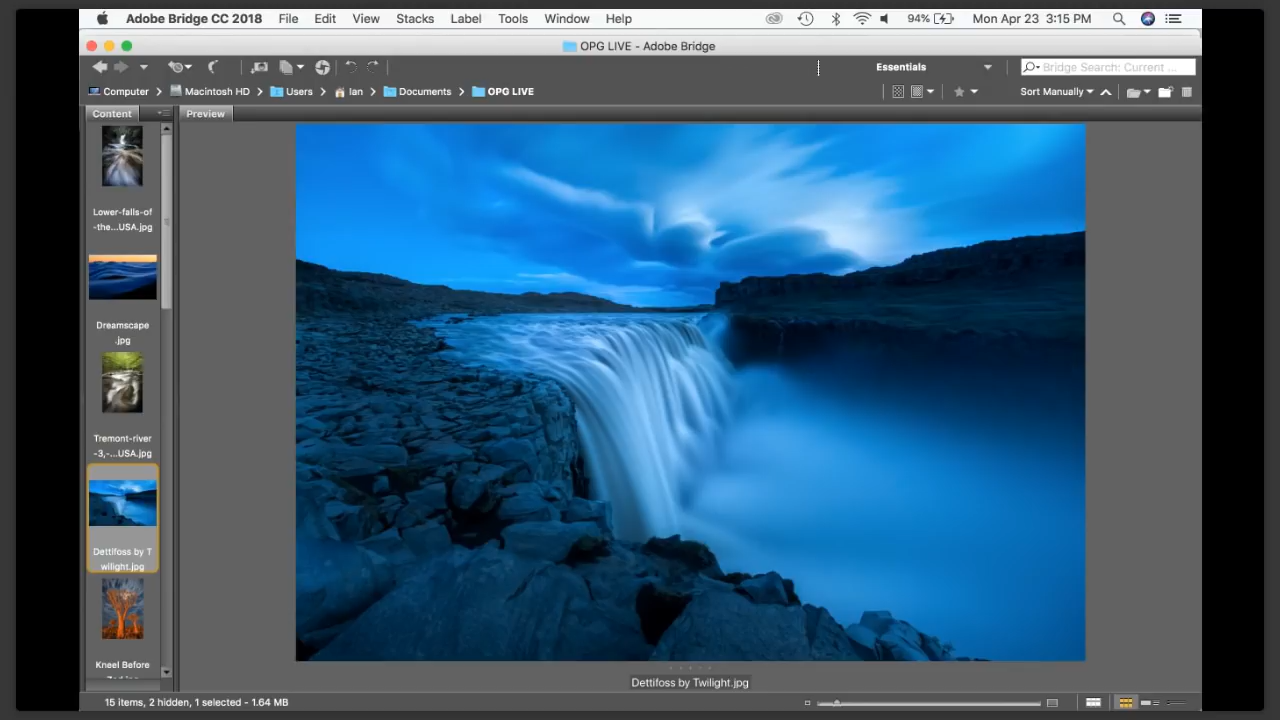 Adobe Bridge CC 2018 File Edit View Stacks Label Tools Window Help 94% Mon Apr 23 3:15 PM
OPG LIVE - Adobe Bridge
Essentials Bridge Search: Current ...
Computer Macintosh HD Users Ian Documents OPG LIVE Sort Manually
Content Preview
Lower-falls-of
-the...USA.jpg
Dreamscape
.jpg
Tremont-river
-3,-...USA.jpg
Dettifoss by T
wilight.jpg
Kneel Before
Dettifoss by Twilight.jpg
15 items, 2 hidden, 1 selected - 1.64 MB